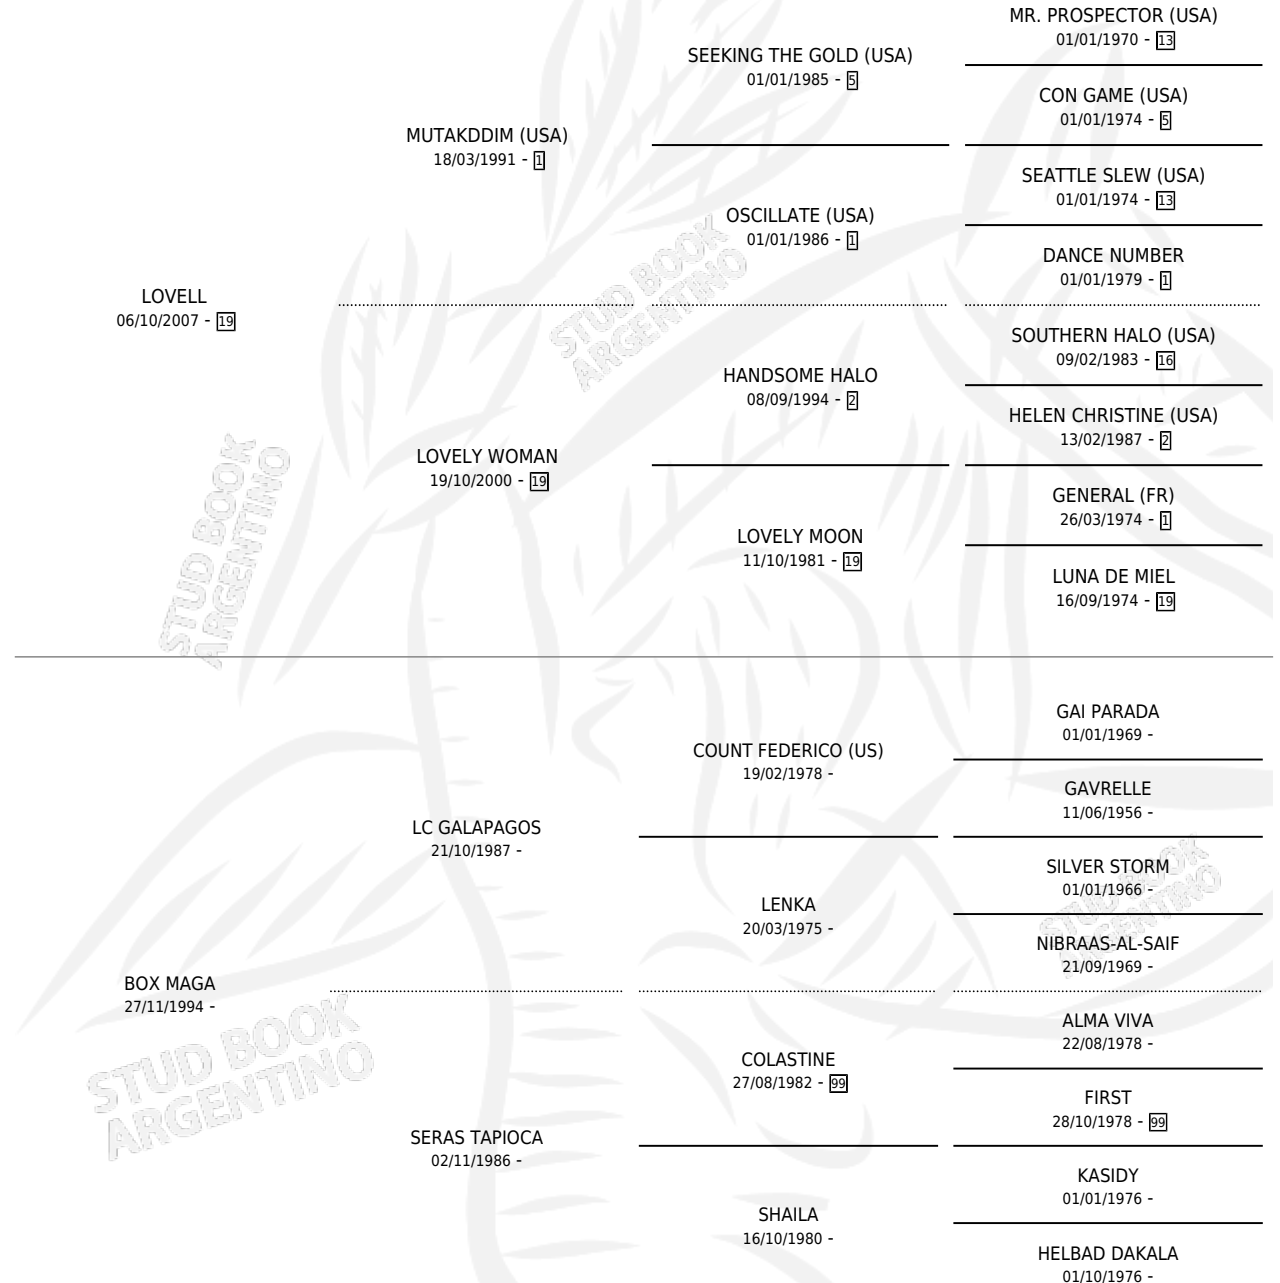 MR. PROSPECTOR (USA)
01/01/1970 - 13
SEEKING THE GOLD (USA)
01/01/1985 - 5
CON GAME (USA)
01/01/1974 - 5
MUTAKDDIM (USA)
18/03/1991 - 1
SEATTLE SLEW (USA)
01/01/1974 - 13
OSCILLATE (USA)
01/01/1986 - 1
DANCE NUMBER
01/01/1979 - 1
LOVELL
06/10/2007 - 19
SOUTHERN HALO (USA)
09/02/1983 - 16
HANDSOME HALO
08/09/1994 - 2
HELEN CHRISTINE (USA)
13/02/1987 - 2
LOVELY WOMAN
19/10/2000 - 19
GENERAL (FR)
26/03/1974 - 1
LOVELY MOON
11/10/1981 - 19
LUNA DE MIEL
16/09/1974 - 19
GAI PARADA
01/01/1969 -
COUNT FEDERICO (US)
19/02/1978 -
GAVRELLE
11/06/1956 -
LC GALAPAGOS
21/10/1987 -
SILVER STORM
01/01/1966 -
LENKA
20/03/1975 -
NIBRAAS-AL-SAIF
21/09/1969 -
BOX MAGA
27/11/1994 -
ALMA VIVA
22/08/1978 -
COLASTINE
27/08/1982 - 99
FIRST
28/10/1978 - 99
SERAS TAPIOCA
02/11/1986 -
KASIDY
01/01/1976 -
SHAILA
16/10/1980 -
HELBAD DAKALA
01/10/1976 -
STUD BOOK
ARGENTINO
STUD BOOK
ARGENTINO
STUD BOOK
ARGENTINO
STUD BOOK
ARGENTINO